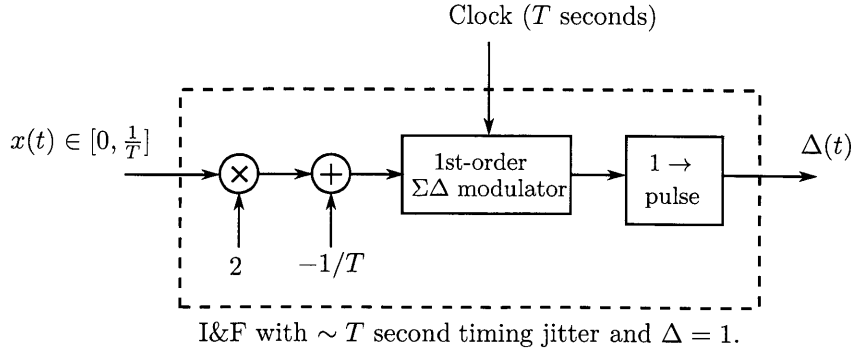 Clock (T seconds)
x(t) ∈ [0, 1/T]
1st-order
ΣΔ modulator
1 →
pulse
Δ(t)
×
+
2
−1/T
I&F with ∼ T second timing jitter and Δ = 1.